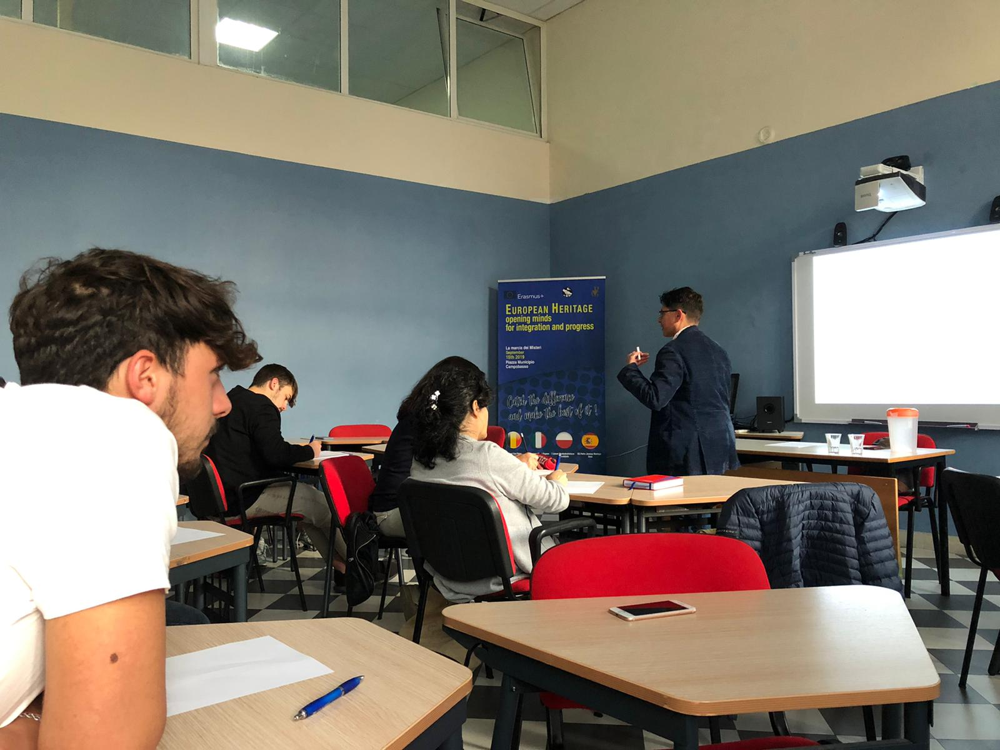 Erasmus+
EUROPEAN HERITAGE
opening minds
for integration and progress
La marcia dei Misteri
September
15th 2019
Piazza Municipio
Campobasso
Catch the difference
and make the best of it !
BenQ